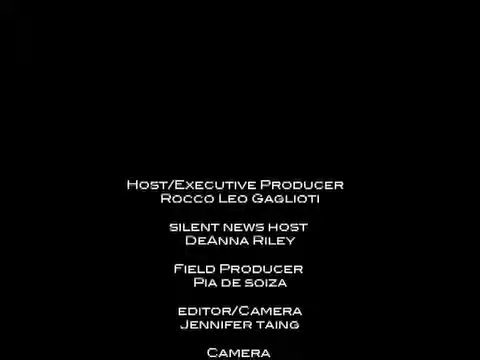 Host/Executive Producer
Rocco Leo Gaglioti
silent news host
DeAnna Riley
Field Producer
Pia de soiza
editor/Camera
Jennifer taing
Camera